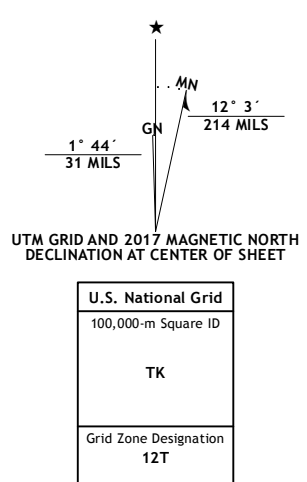 MN
GN
12° 3´
214 MILS
1° 44´
31 MILS
UTM GRID AND 2017 MAGNETIC NORTH
DECLINATION AT CENTER OF SHEET
U.S. National Grid
100,000-m Square ID
TK
Grid Zone Designation
12T